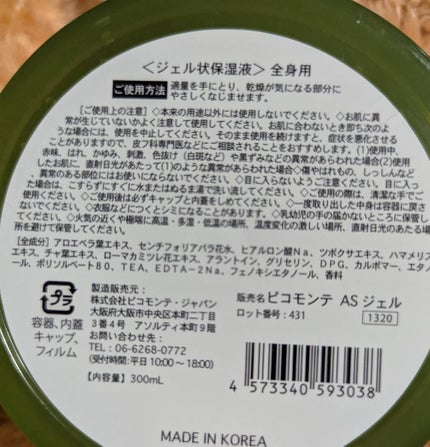 ＜ジェル状保湿液＞ 全身用
ご使用方法 適量を手にとり、乾燥が気になる部分に
やさしくなじませます。
［ご使用上の注意］◇本来の用途以外には使用しないでください。◇お肌に異
常が生じていないかよく注意して使用してください。お肌に合わないとき即ち次のよ
うな場合には、使用を中止してください。そのまま使用を続けますと、症状を悪化させる
ことがありますので、皮フ科専門医などにご相談されることをおすすめします。(1)使用中、
赤味、はれ、かゆみ、刺激、色抜け（白斑など）や黒ずみなどの異常があらわれた場合(2)使用
したお肌に、直射日光があたって(1)のような異常があらわれた場合◇傷やはれもの、しっしんなど
異常のある部位にはお使いにならないでください。◇目に入らないようご注意ください。目に入っ
た場合は、こすらずにすぐに水またはぬるま湯で洗い流してください。◇ご使用の際は、清潔な手でご
使用ください。◇ご使用後は必ずキャップと内蓋をしめてください。◇一度取り出した中身は容器に戻さ
ないでください。◇衣服などにつくとシミになることがあります。◇乳幼児の手の届かないところに保管し
てください。◇火気の近くや極端に高温・多湿・低温の場所、温度変化の激しい場所、直射日光のあたる場
所を避けて保管してください。
［全成分］アロエベラ葉エキス、センチフォリアバラ花水、ヒアルロン酸Na、ツボクサエキス、ハマメリス
エキス、チャ葉エキス、ローマカミツレ花エキス、アラントイン、グリセリン、DPG、カルボマー、エタノ
ール、ポリソルベート80、TEA、EDTA-2Na、フェノキシエタノール、香料
プラ
容器、内蓋
キャップ、
フィルム
製造販売元：
株式会社ピコモンテ・ジャパン
大阪府大阪市中央区本町二丁目
3番4号 アソルティ本町9階
お問い合わせ先：
TEL：06-6268-0772
(受付時間:平日 10:00～18:00)
【内容量】300mL
販売名 ピコモンテ AS ジェル
ロット番号：431
1320
4 573340 593038
MADE IN KOREA